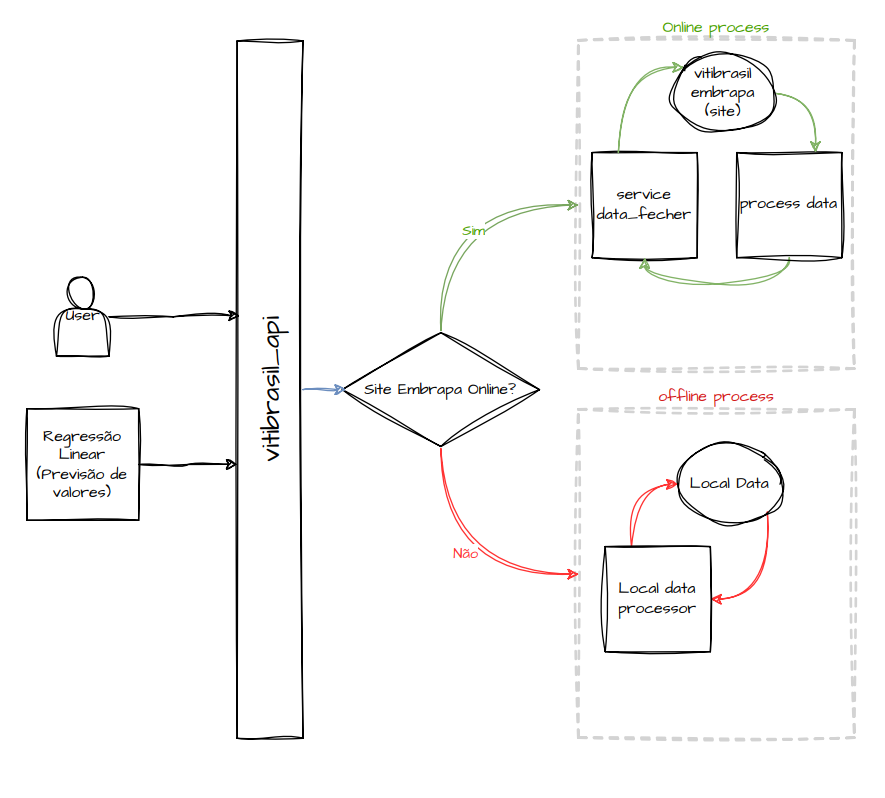 Online process
vitibrasil
embrapa
(site)
service
data_fecher
process data
Sim
User
vitibrasil_api
Site Embrapa Online?
offline process
Regressão
Linear
(Previsão de
valores)
Local Data
Não
Local data
processor